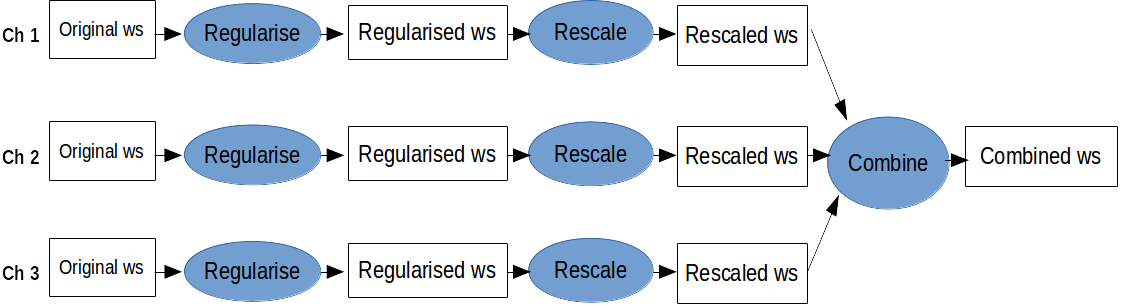 Ch 1 Original ws Regularise Regularised ws Rescale Rescaled ws
Ch 2 Original ws Regularise Regularised ws Rescale Rescaled ws Combine Combined ws
Ch 3 Original ws Regularise Regularised ws Rescale Rescaled ws